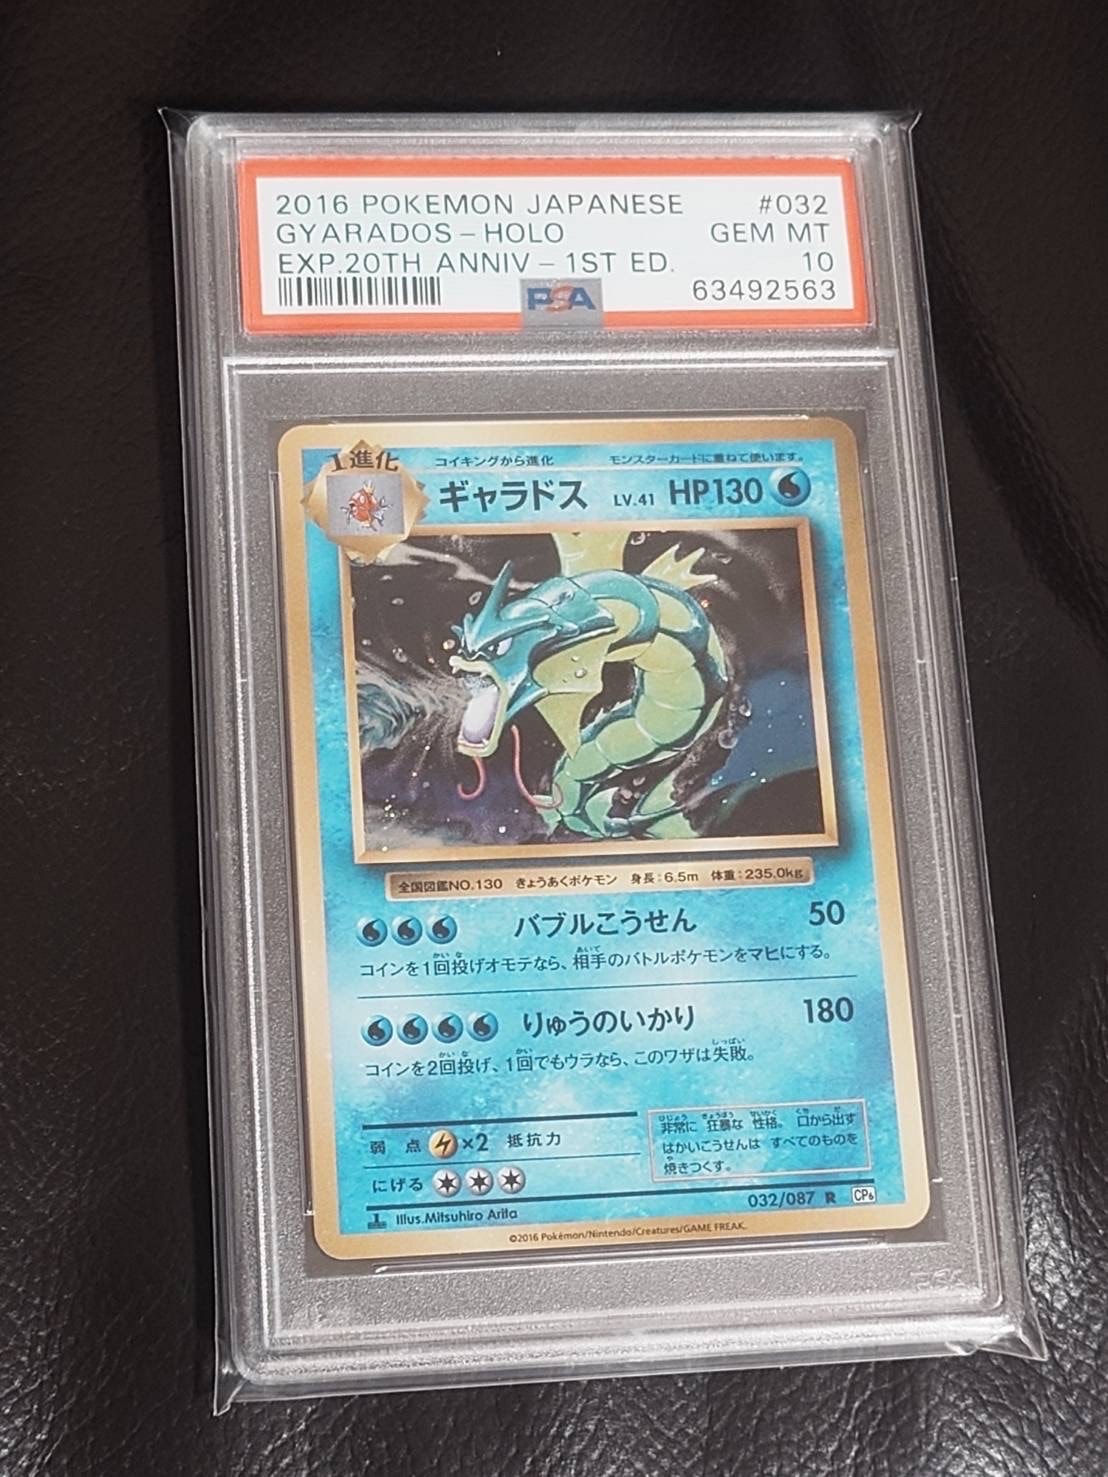 2016 POKEMON JAPANESE #032
GYARADOS - HOLO GEM MT
EXP.20TH ANNIV - 1ST ED. 10
PSA 63492563
1進化 コイキングから進化 モンスターカードに重ねて使います。
ギャラドス LV.41 HP130
全国図鑑NO.130 きょうあくポケモン 身長:6.5m 体重:235.0kg
バブルこうせん 50
コインを1回投げオモテなら、相手のバトルポケモンをマヒにする。
りゅうのいかり 180
コインを2回投げ、1回でもウラなら、このワザは失敗。
弱点 ×2 抵抗力
にげる
非常に 狂暴な 性格。 口から出す
はかいこうせんは すべてのものを
焼きつくす。
032/087 R CP6
1 Illus.Mitsuhiro Arita
©2016 Pokémon/Nintendo/Creatures/GAME FREAK.